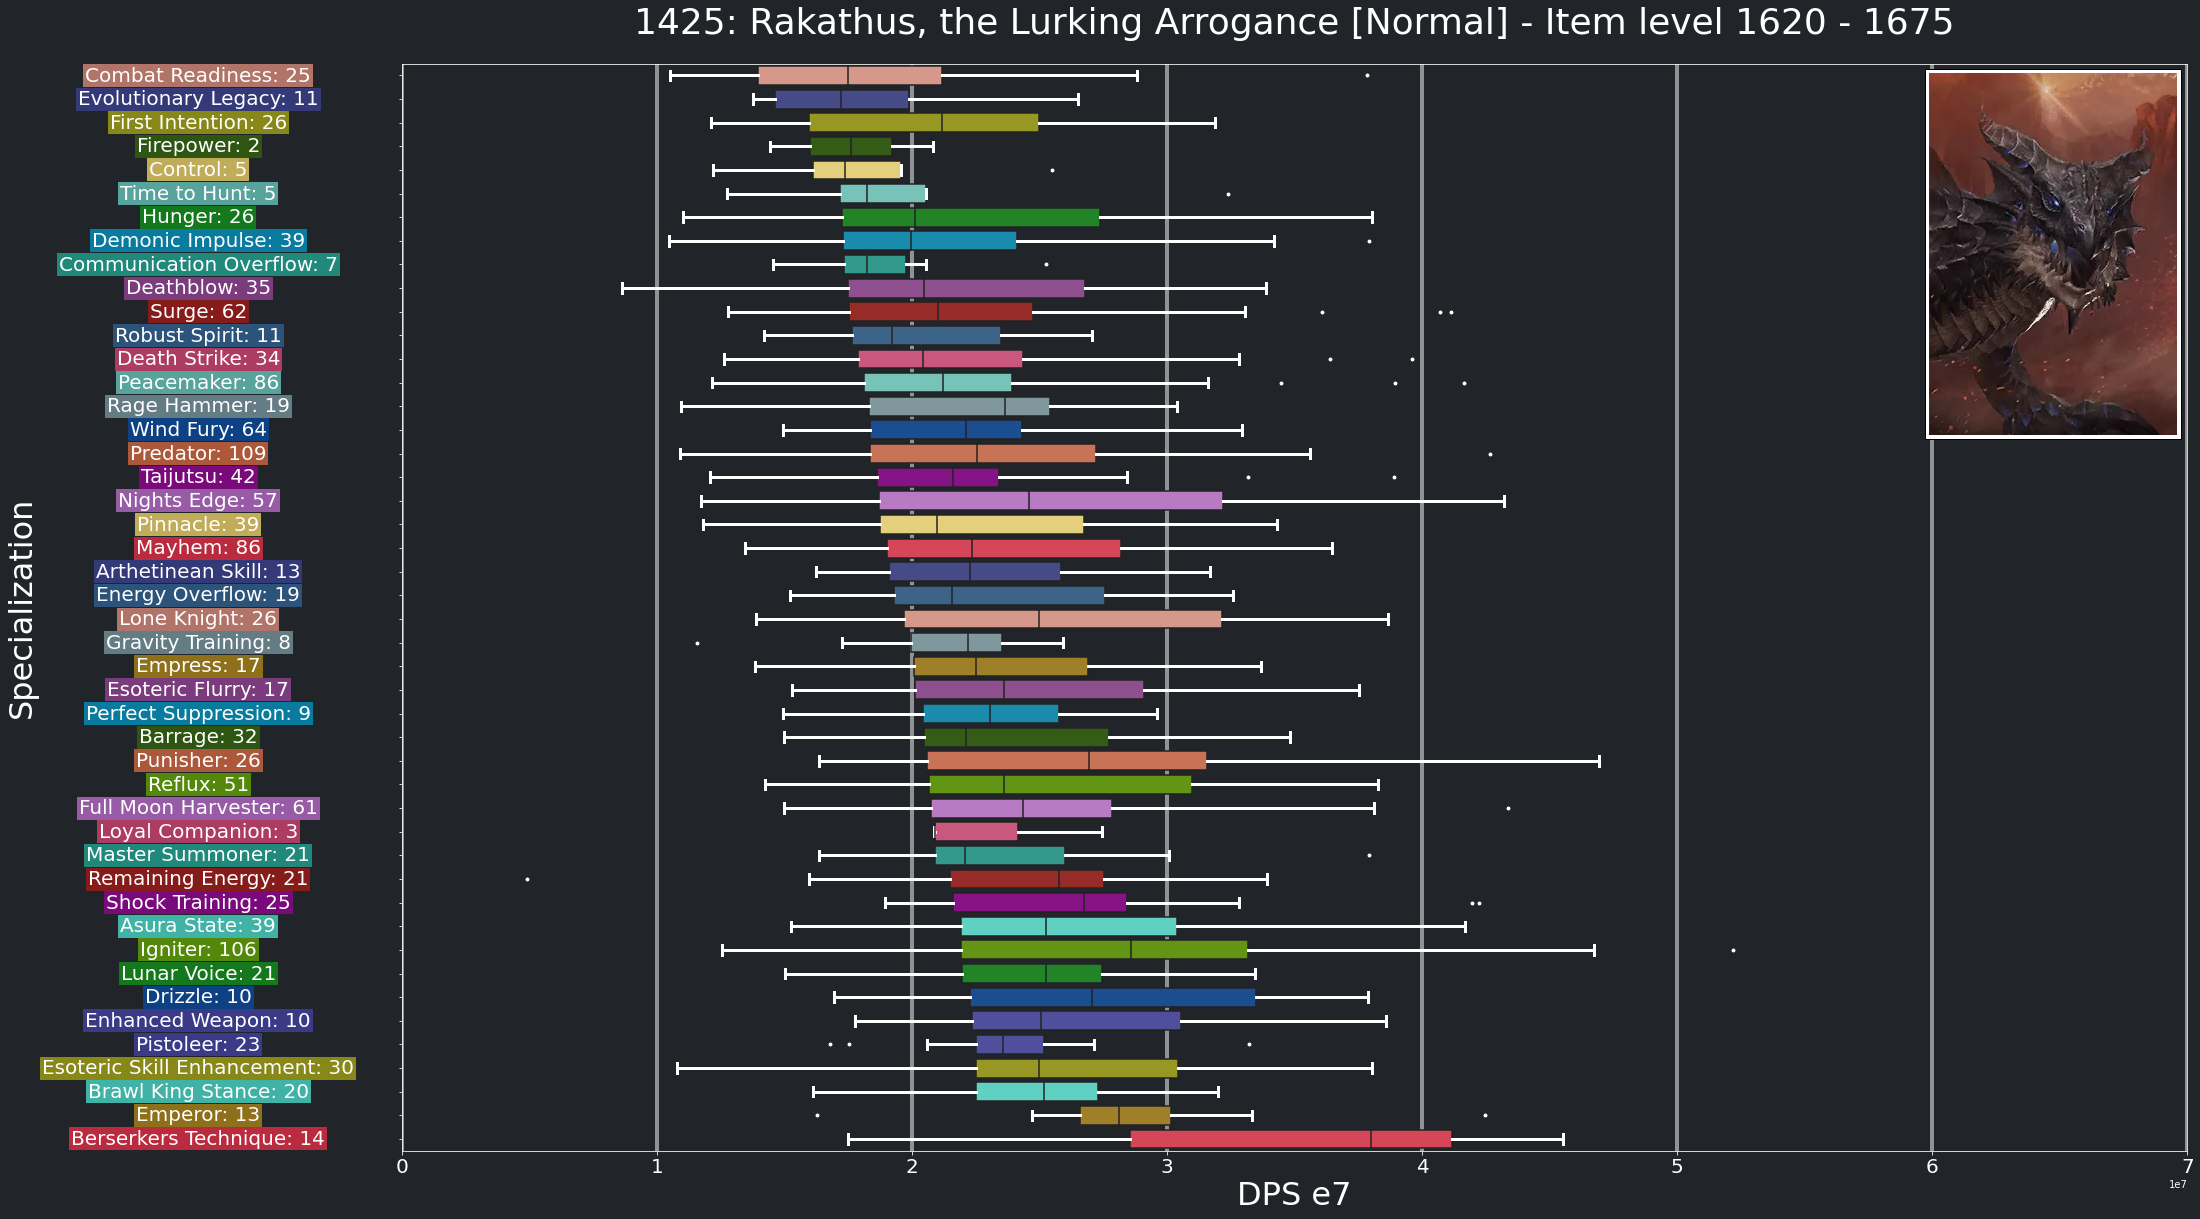 1425: Rakathus, the Lurking Arrogance [Normal] - Item level 1620 - 1675
Combat Readiness: 25
Evolutionary Legacy: 11
First Intention: 26
Firepower: 2
Control: 5
Time to Hunt: 5
Hunger: 26
Demonic Impulse: 39
Communication Overflow: 7
Deathblow: 35
Surge: 62
Robust Spirit: 11
Death Strike: 34
Peacemaker: 86
Rage Hammer: 19
Wind Fury: 64
Predator: 109
Taijutsu: 42
Nights Edge: 57
Pinnacle: 39
Mayhem: 86
Arthetinean Skill: 13
Energy Overflow: 19
Lone Knight: 26
Gravity Training: 8
Empress: 17
Esoteric Flurry: 17
Perfect Suppression: 9
Barrage: 32
Punisher: 26
Reflux: 51
Full Moon Harvester: 61
Loyal Companion: 3
Master Summoner: 21
Remaining Energy: 21
Shock Training: 25
Asura State: 39
Igniter: 106
Lunar Voice: 21
Drizzle: 10
Enhanced Weapon: 10
Pistoleer: 23
Esoteric Skill Enhancement: 30
Brawl King Stance: 20
Emperor: 13
Berserkers Technique: 14
Specialization
0 1 2 3 4 5 6 7
1e7
DPS e7